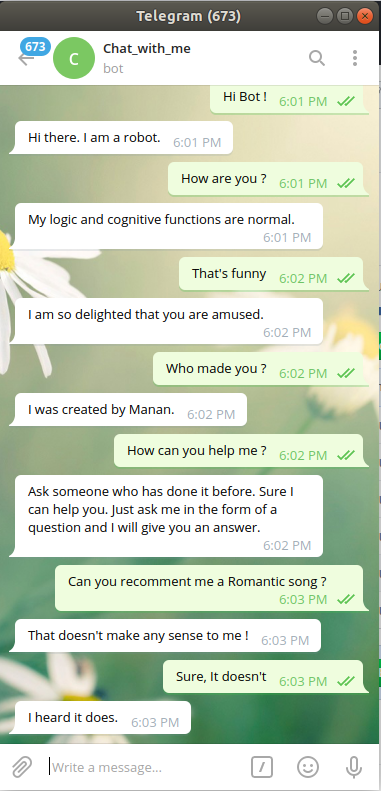 Telegram (673)
673
C
Chat_with_me
bot
Hi Bot !
6:01 PM
Hi there. I am a robot.
6:01 PM
How are you ?
6:01 PM
My logic and cognitive functions are normal.
6:01 PM
That's funny
6:02 PM
I am so delighted that you are amused.
6:02 PM
Who made you ?
6:02 PM
I was created by Manan.
6:02 PM
How can you help me ?
6:02 PM
Ask someone who has done it before. Sure I
can help you. Just ask me in the form of a
question and I will give you an answer.
6:02 PM
Can you recomment me a Romantic song ?
6:03 PM
That doesn't make any sense to me !
6:03 PM
Sure, It doesn't
6:03 PM
I heard it does.
6:03 PM
Write a message...